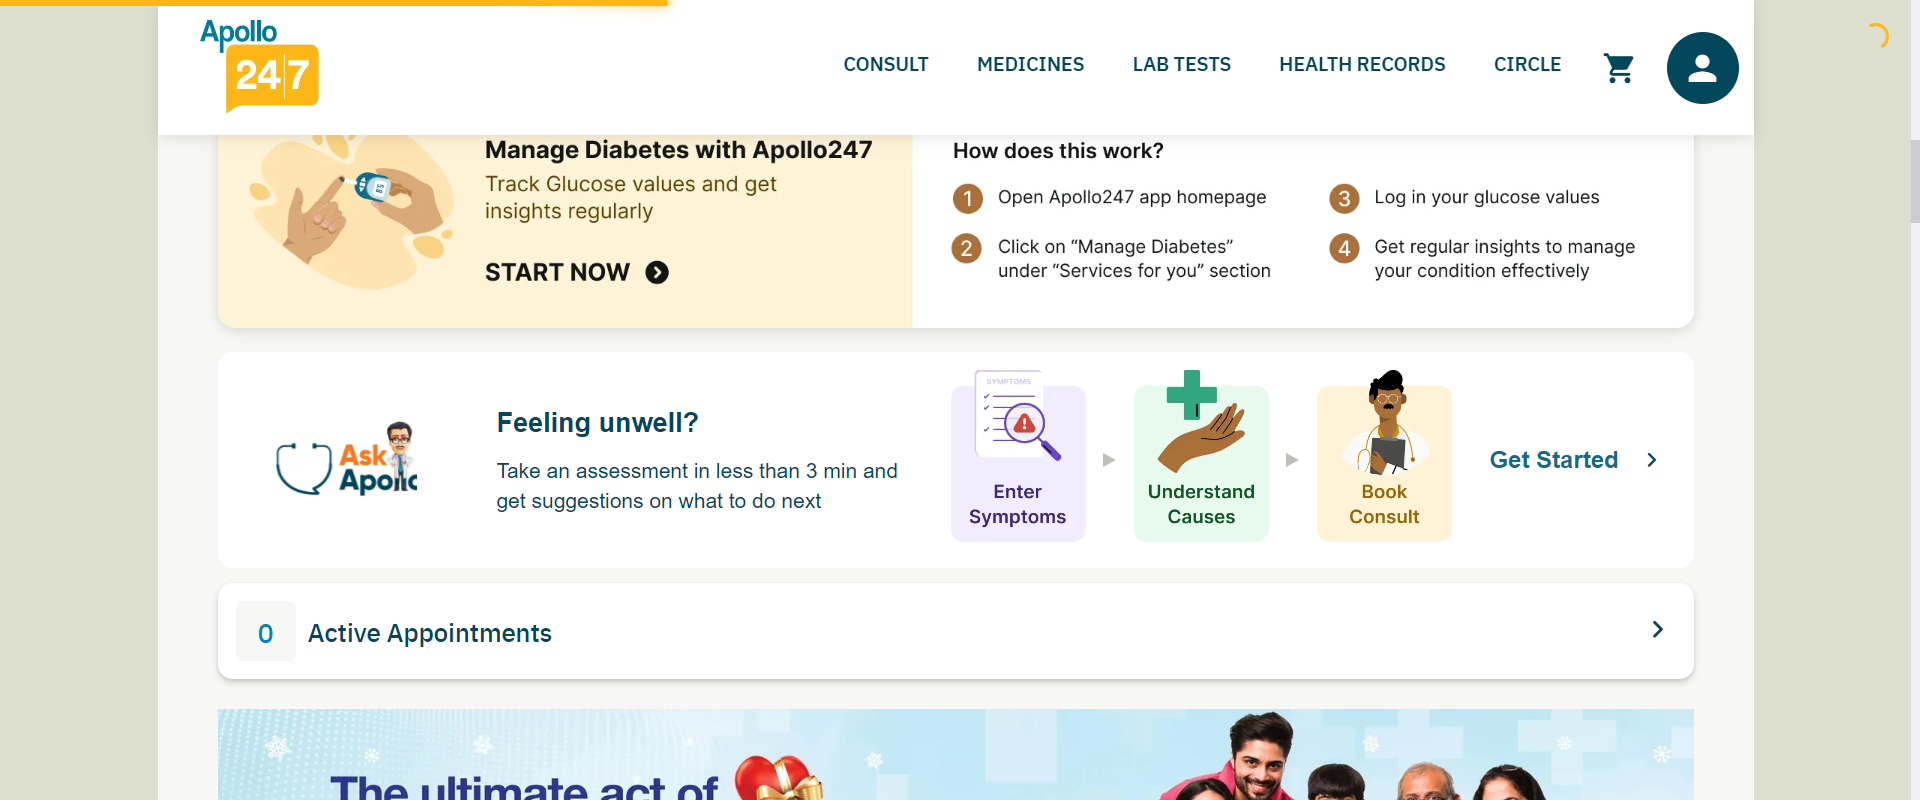 Apollo
24|7
CONSULT
MEDICINES
LAB TESTS
HEALTH RECORDS
CIRCLE
Manage Diabetes with Apollo247
Track Glucose values and get
insights regularly
START NOW
How does this work?
1 Open Apollo247 app homepage
2 Click on “Manage Diabetes”
under “Services for you” section
3 Log in your glucose values
4 Get regular insights to manage
your condition effectively
Ask
Apollo
Feeling unwell?
Take an assessment in less than 3 min and
get suggestions on what to do next
SYMPTOMS
Enter
Symptoms
Understand
Causes
Book
Consult
Get Started
0 Active Appointments
The ultimate act of